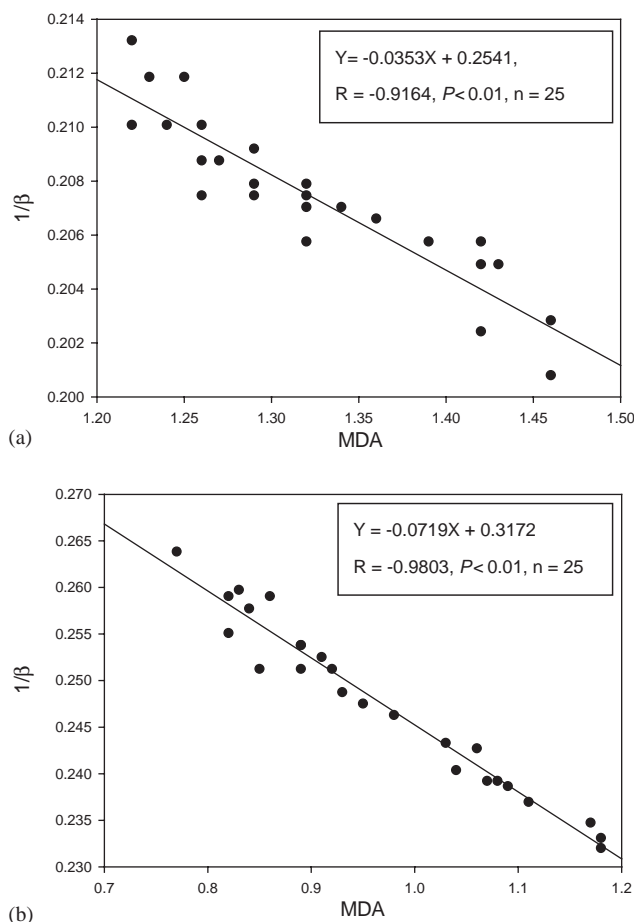 0.214
0.212
0.210
0.208
0.206
0.204
0.202
0.200
1/β
Y= -0.0353X + 0.2541,
R = -0.9164, P< 0.01, n = 25
1.20 1.25 1.30 1.35 1.40 1.45 1.50
MDA
(a)
0.270
0.265
0.260
0.255
0.250
0.245
0.240
0.235
0.230
1/β
Y = -0.0719X + 0.3172
R = -0.9803, P< 0.01, n = 25
0.7 0.8 0.9 1.0 1.1 1.2
MDA
(b)